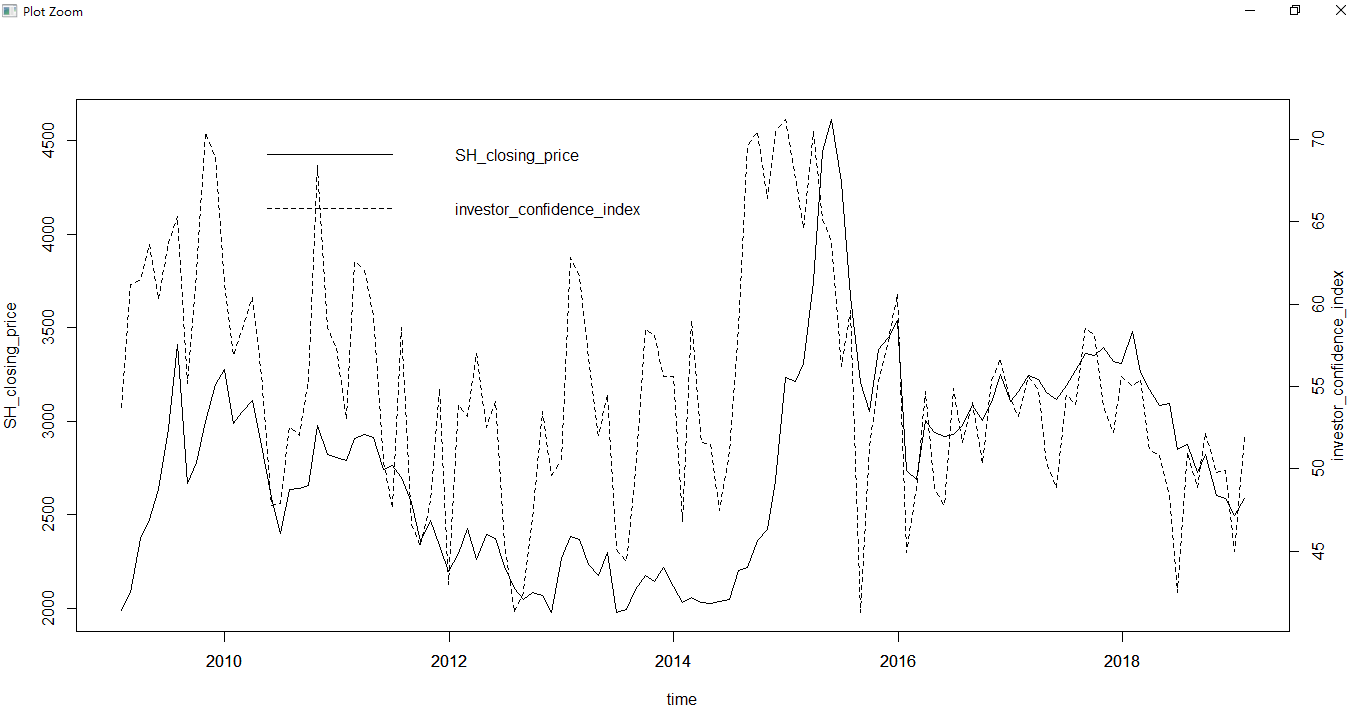 Plot Zoom
SH_closing_price
investor_confidence_index
SH_closing_price
2000
2500
3000
3500
4000
4500
investor_confidence_index
45
50
55
60
65
70
2010
2012
2014
2016
2018
time